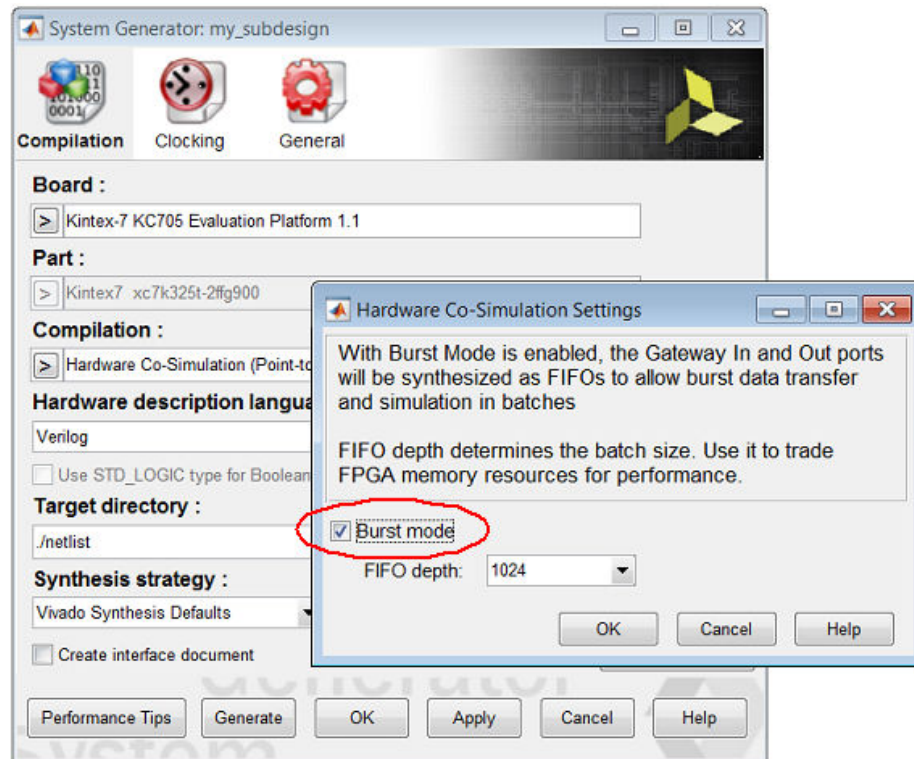 System Generator: my_subdesign
Compilation
Clocking
General
Board :
> Kintex-7 KC705 Evaluation Platform 1.1
Part :
> Kintex7 xc7k325t-2ffg900
Compilation :
> Hardware Co-Simulation (Point-to
Hardware description langua
Verilog
Use STD_LOGIC type for Boolean
Target directory :
./netlist
Synthesis strategy :
Vivado Synthesis Defaults
Create interface document
Performance Tips
Generate
OK
Apply
Cancel
Help
Hardware Co-Simulation Settings
With Burst Mode is enabled, the Gateway In and Out ports
will be synthesized as FIFOs to allow burst data transfer
and simulation in batches
FIFO depth determines the batch size. Use it to trade
FPGA memory resources for performance.
Burst mode
FIFO depth: 1024
OK
Cancel
Help